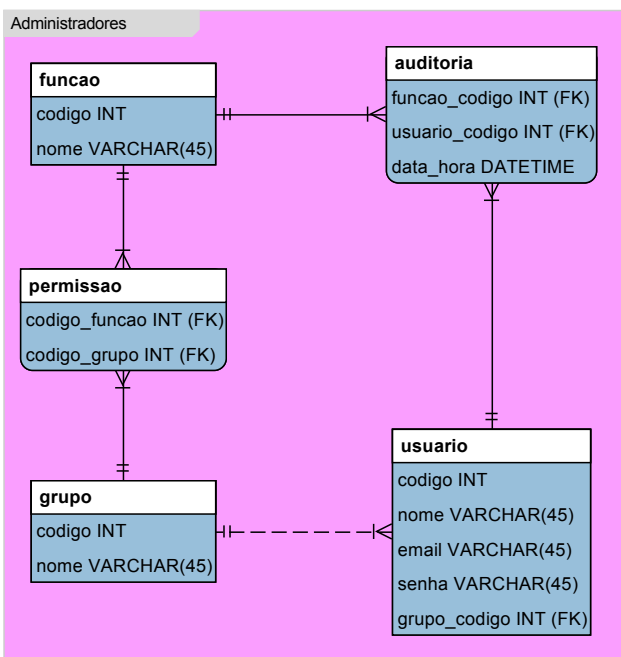 Administradores
funcao
codigo INT
nome VARCHAR(45)
auditoria
funcao_codigo INT (FK)
usuario_codigo INT (FK)
data_hora DATETIME
permissao
codigo_funcao INT (FK)
codigo_grupo INT (FK)
grupo
codigo INT
nome VARCHAR(45)
usuario
codigo INT
nome VARCHAR(45)
email VARCHAR(45)
senha VARCHAR(45)
grupo_codigo INT (FK)